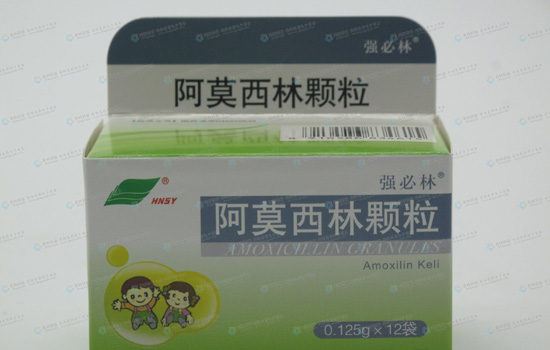 强必林®
阿莫西林颗粒
HNSY®
强必林®
阿莫西林颗粒
AMOXICILLIN GRANULES
Amoxilin Keli
0.125g×12袋